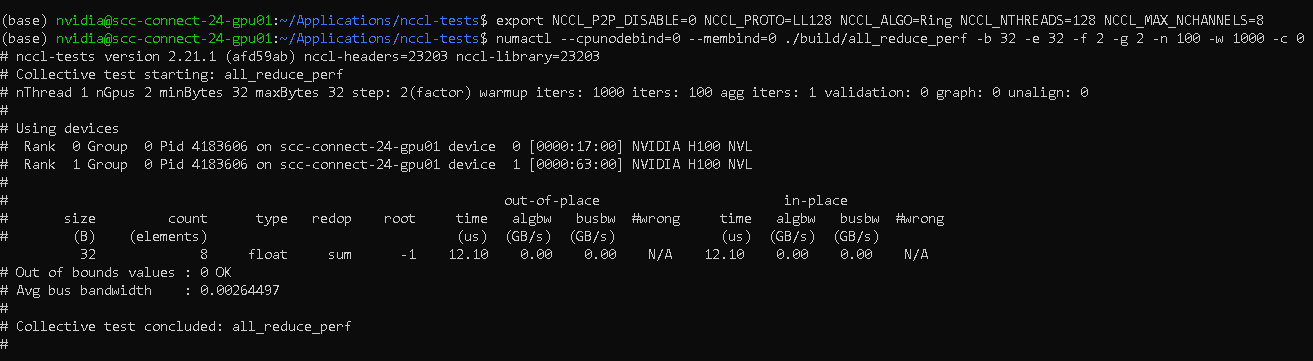 (base) nvidia@scc-connect-24-gpu01:~/Applications/nccl-tests$ export NCCL_P2P_DISABLE=0 NCCL_PROTO=LL128 NCCL_ALGO=Ring NCCL_NTHREADS=128 NCCL_MAX_NCHANNELS=8
(base) nvidia@scc-connect-24-gpu01:~/Applications/nccl-tests$ numactl --cpunodebind=0 --membind=0 ./build/all_reduce_perf -b 32 -e 32 -f 2 -g 2 -n 100 -w 1000 -c 0
# nccl-tests version 2.21.1 (afd59ab) nccl-headers=23203 nccl-library=23203
# Collective test starting: all_reduce_perf
# nThread 1 nGpus 2 minBytes 32 maxBytes 32 step: 2(factor) warmup iters: 1000 iters: 100 agg iters: 1 validation: 0 graph: 0 unalign: 0
#
# Using devices
#  Rank  0 Group  0 Pid 4183606 on scc-connect-24-gpu01 device  0 [0000:17:00] NVIDIA H100 NVL
#  Rank  1 Group  0 Pid 4183606 on scc-connect-24-gpu01 device  1 [0000:63:00] NVIDIA H100 NVL
#
#                                                              out-of-place                       in-place
#       size         count      type   redop    root     time   algbw   busbw  #wrong     time   algbw   busbw  #wrong
#        (B)    (elements)                               (us)  (GB/s)  (GB/s)             (us)  (GB/s)  (GB/s)
          32             8     float     sum      -1    12.10    0.00    0.00     N/A    12.10    0.00    0.00     N/A
# Out of bounds values : 0 OK
# Avg bus bandwidth    : 0.00264497
#
# Collective test concluded: all_reduce_perf
#